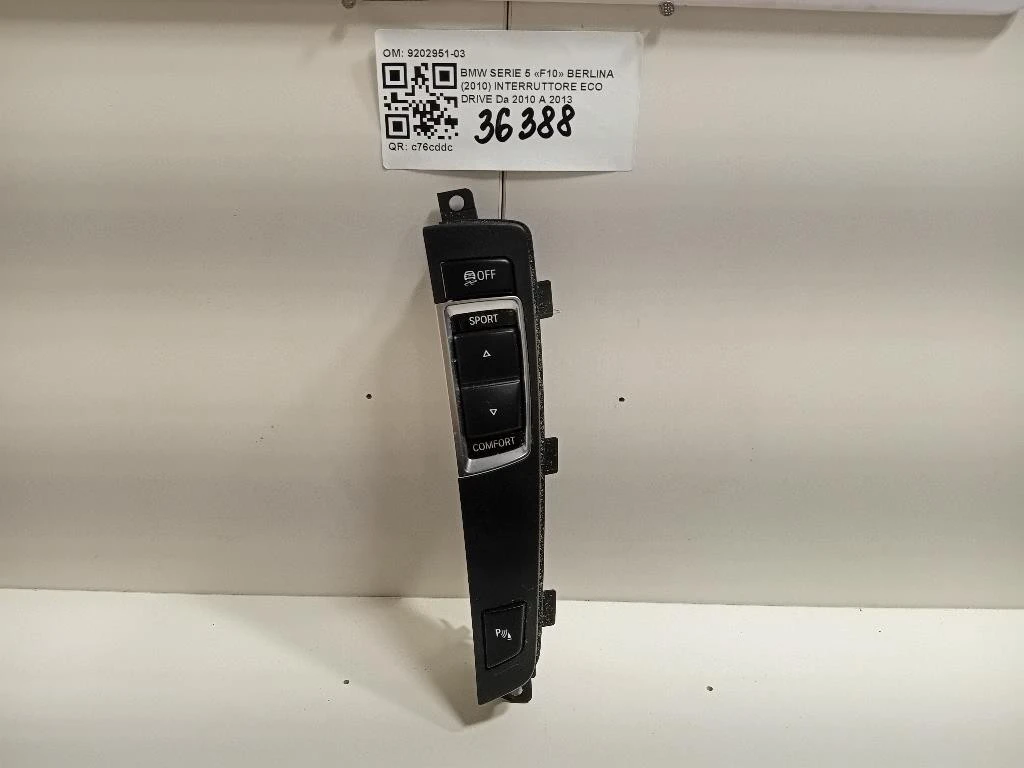 OM: 9202951-03
BMW SERIE 5 «F10» BERLINA
(2010) INTERRUTTORE ECO
DRIVE Da 2010 A 2013
36388
QR: c76cddc
OFF
SPORT
COMFORT
P